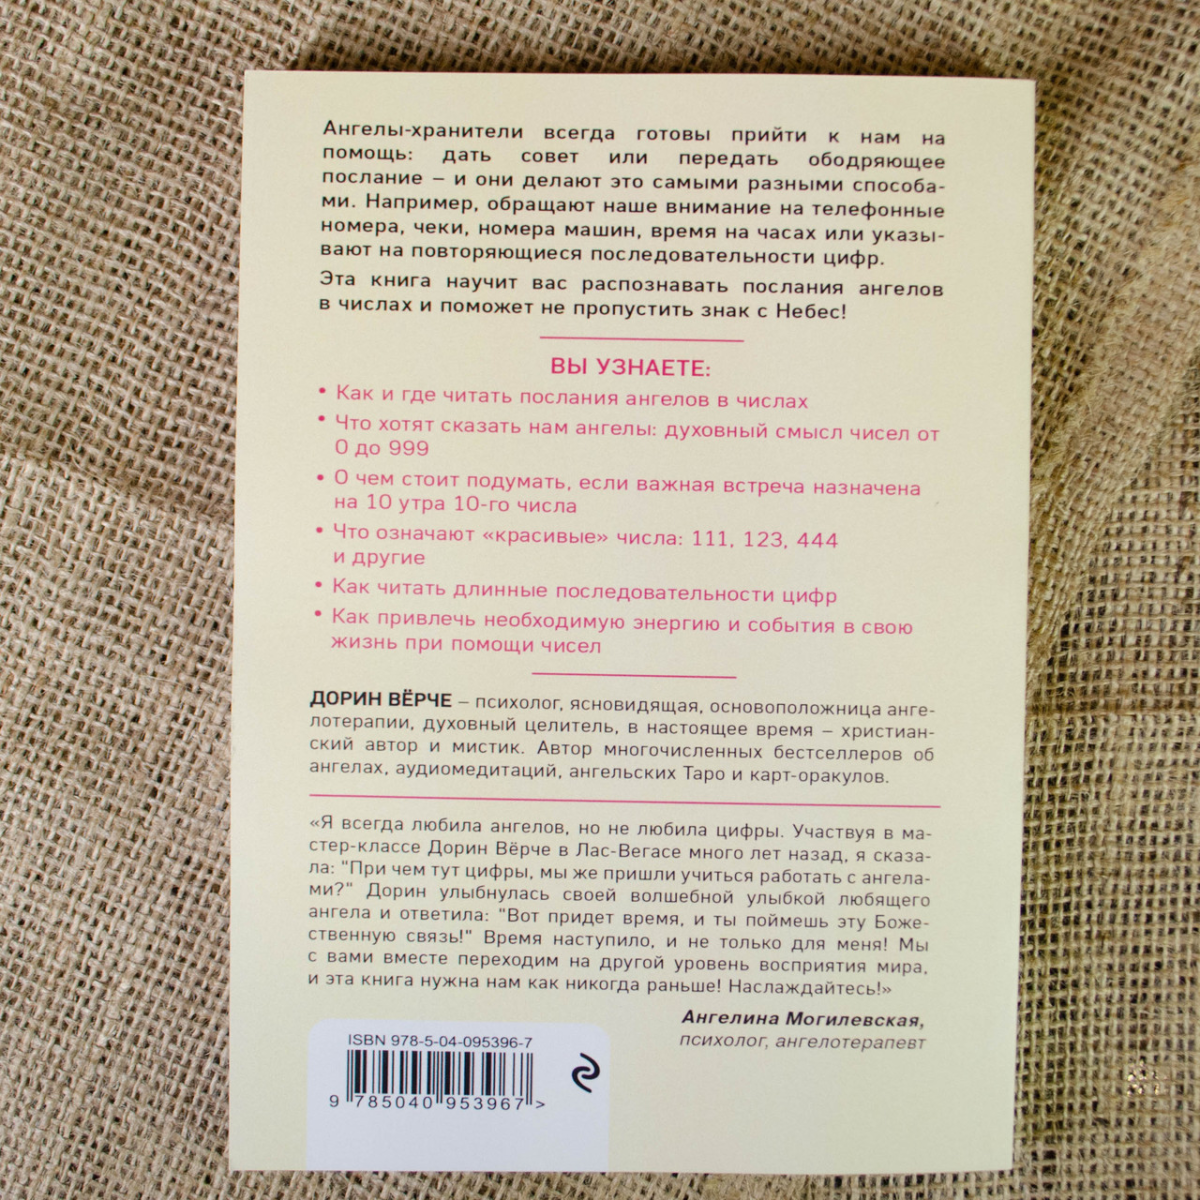 Ангелы-хранители всегда готовы прийти к нам на
помощь: дать совет или передать ободряющее
послание – и они делают это самыми разными способа-
ми. Например, обращают наше внимание на телефонные
номера, чеки, номера машин, время на часах или указы-
вают на повторяющиеся последовательности цифр.
Эта книга научит вас распознавать послания ангелов
в числах и поможет не пропустить знак с Небес!
ВЫ УЗНАЕТЕ:
• Как и где читать послания ангелов в числах
• Что хотят сказать нам ангелы: духовный смысл чисел от
0 до 999
• О чем стоит подумать, если важная встреча назначена
на 10 утра 10-го числа
• Что означают «красивые» числа: 111, 123, 444
и другие
• Как читать длинные последовательности цифр
• Как привлечь необходимую энергию и события в свою
жизнь при помощи чисел
ДОРИН ВЁРЧЕ – психолог, ясновидящая, основоположница анге-
лотерапии, духовный целитель, в настоящее время – христиан-
ский автор и мистик. Автор многочисленных бестселлеров об
ангелах, аудиомедитаций, ангельских Таро и карт-оракулов.
«Я всегда любила ангелов, но не любила цифры. Участвуя в ма-
стер-классе Дорин Вёрче в Лас-Вегасе много лет назад, я сказа-
ла: "При чем тут цифры, мы же пришли учиться работать с ангела-
ми?" Дорин улыбнулась своей волшебной улыбкой любящего
ангела и ответила: "Вот придет время, и ты поймешь эту Боже-
ственную связь!" Время наступило, и не только для меня! Мы
с вами вместе переходим на другой уровень восприятия мира,
и эта книга нужна нам как никогда раньше! Наслаждайтесь!»
Ангелина Могилевская,
психолог, ангелотерапевт
ISBN 978-5-04-095396-7
9 785040 953967 >